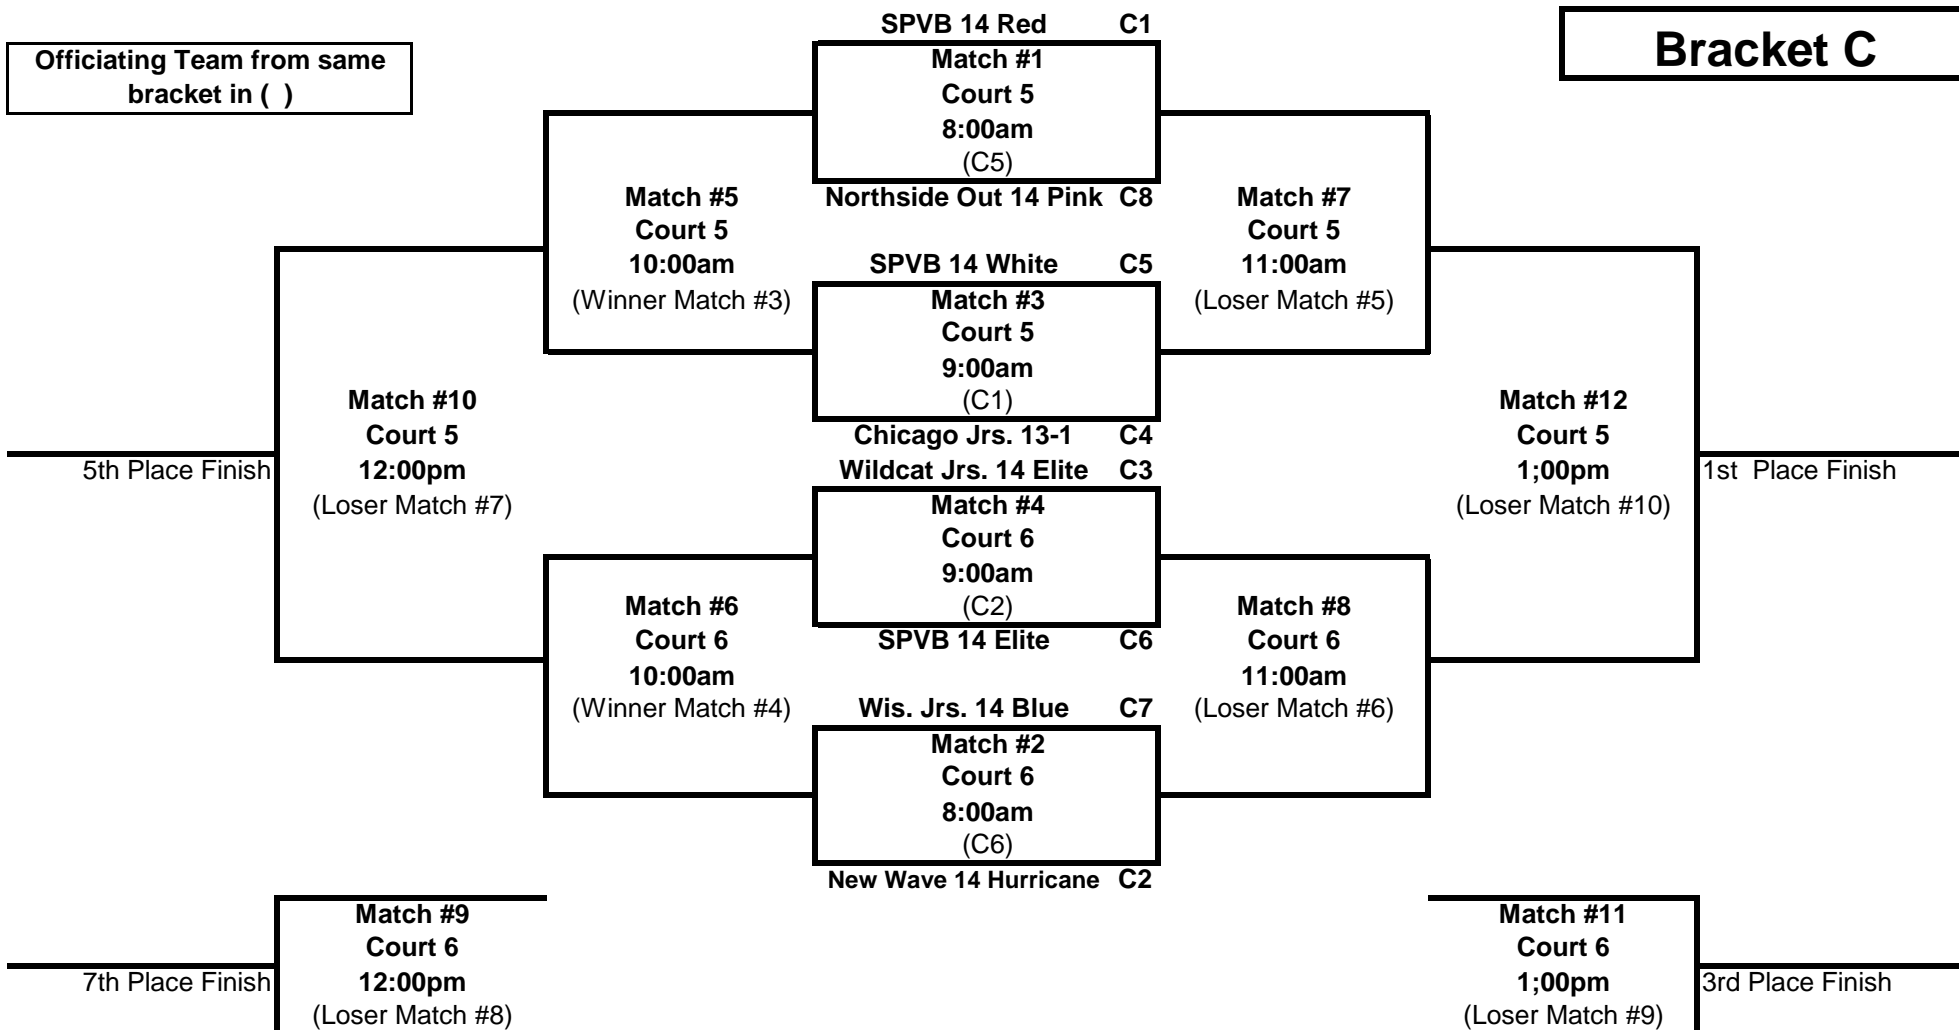 SPVB 14 Red C1
Bracket C
Officiating Team from same
bracket in ( )
Match #1
Court 5
8:00am
(C5)
Northside Out 14 Pink C8
Match #5
Court 5
10:00am
(Winner Match #3)
Match #7
Court 5
11:00am
(Loser Match #5)
SPVB 14 White C5
Match #3
Court 5
9:00am
(C1)
Chicago Jrs. 13-1 C4
Match #10
Court 5
12:00pm
(Loser Match #7)
5th Place Finish
Match #12
Court 5
1;00pm
(Loser Match #10)
1st  Place Finish
Wildcat Jrs. 14 Elite C3
Match #4
Court 6
9:00am
(C2)
SPVB 14 Elite C6
Match #6
Court 6
10:00am
(Winner Match #4)
Match #8
Court 6
11:00am
(Loser Match #6)
Wis. Jrs. 14 Blue C7
Match #2
Court 6
8:00am
(C6)
New Wave 14 Hurricane C2
Match #9
Court 6
12:00pm
(Loser Match #8)
7th Place Finish
Match #11
Court 6
1;00pm
(Loser Match #9)
3rd Place Finish